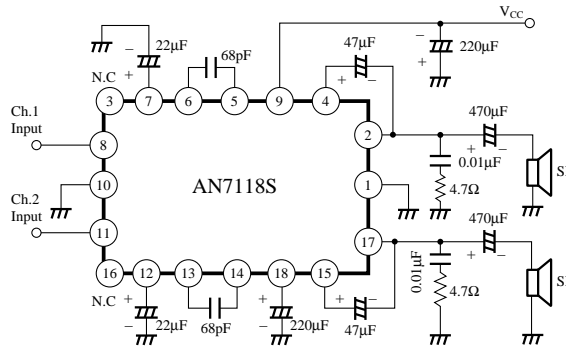 VCC
− 22µF
+
68pF
47µF
+ −
− 220µF
+
N.C
3 7 6 5 9 4
Ch.1
Input
8
2
470µF
+ −
0.01µF
4.7Ω
S
10
AN7118S
1
Ch.2
Input
11
17
470µF
+ −
0.01µF
4.7Ω
S
16 12 13 14 18 15
N.C
+ 22µF
−
68pF
+ 220µF
−
+ −
47µF